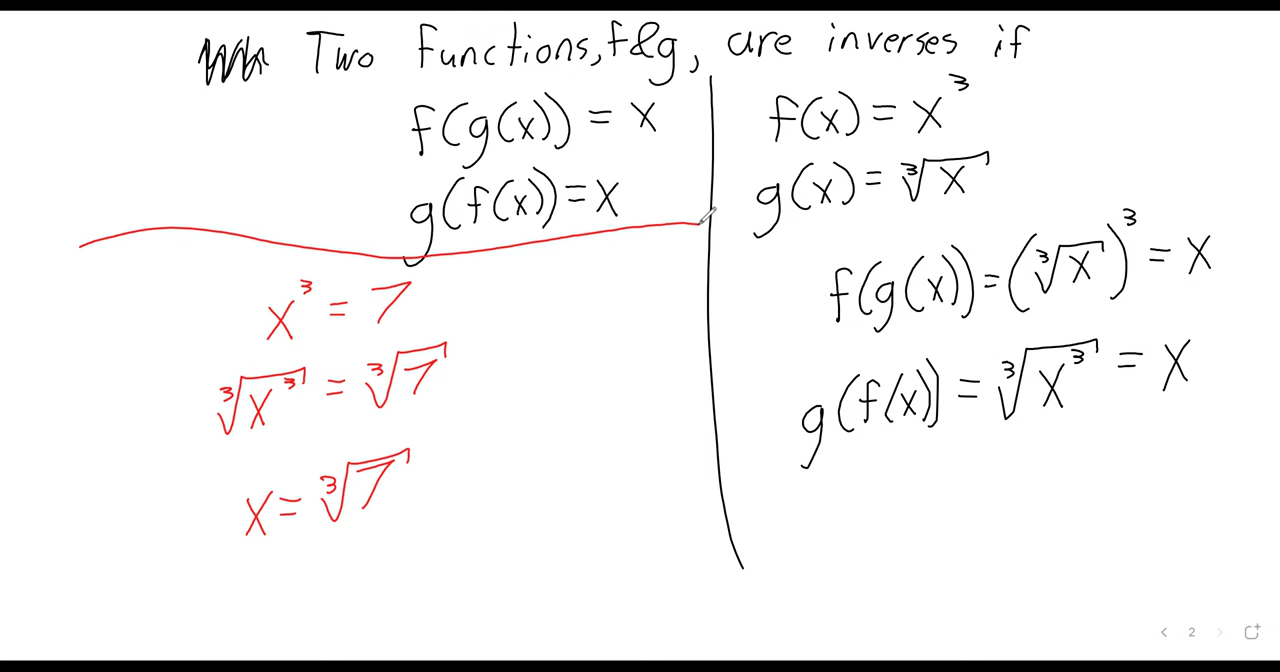 Two Functions, f&g, are inverses if
f(g(x)) = x
g(f(x)) = x
x³ = 7
∛x³ = ∛7
x = ∛7
f(x) = x³
g(x) = ∛x
f(g(x)) = (∛x)³ = x
g(f(x)) = ∛x³ = x
< 2 >